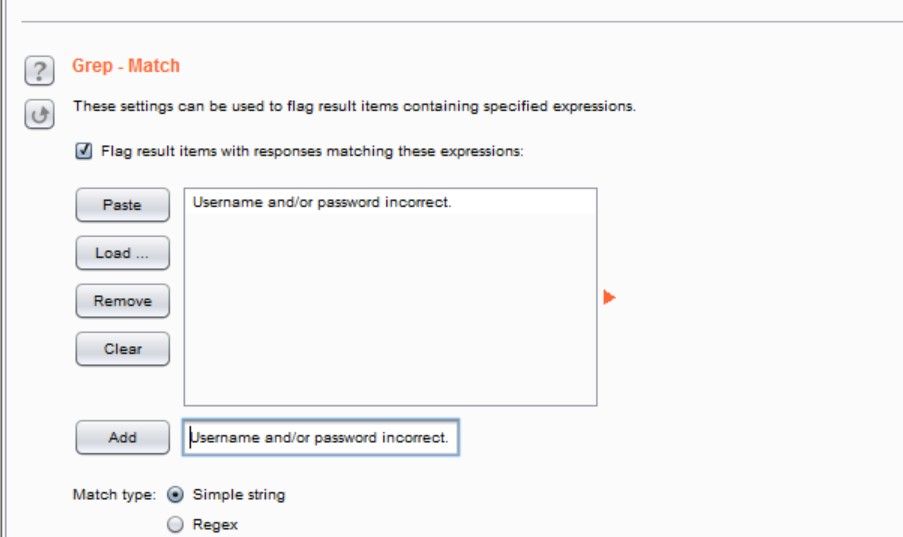 ?
Grep - Match
These settings can be used to flag result items containing specified expressions.
Flag result items with responses matching these expressions:
Paste
Username and/or password incorrect.
Load ...
Remove
Clear
Add
Username and/or password incorrect.
Match type: Simple string
Regex